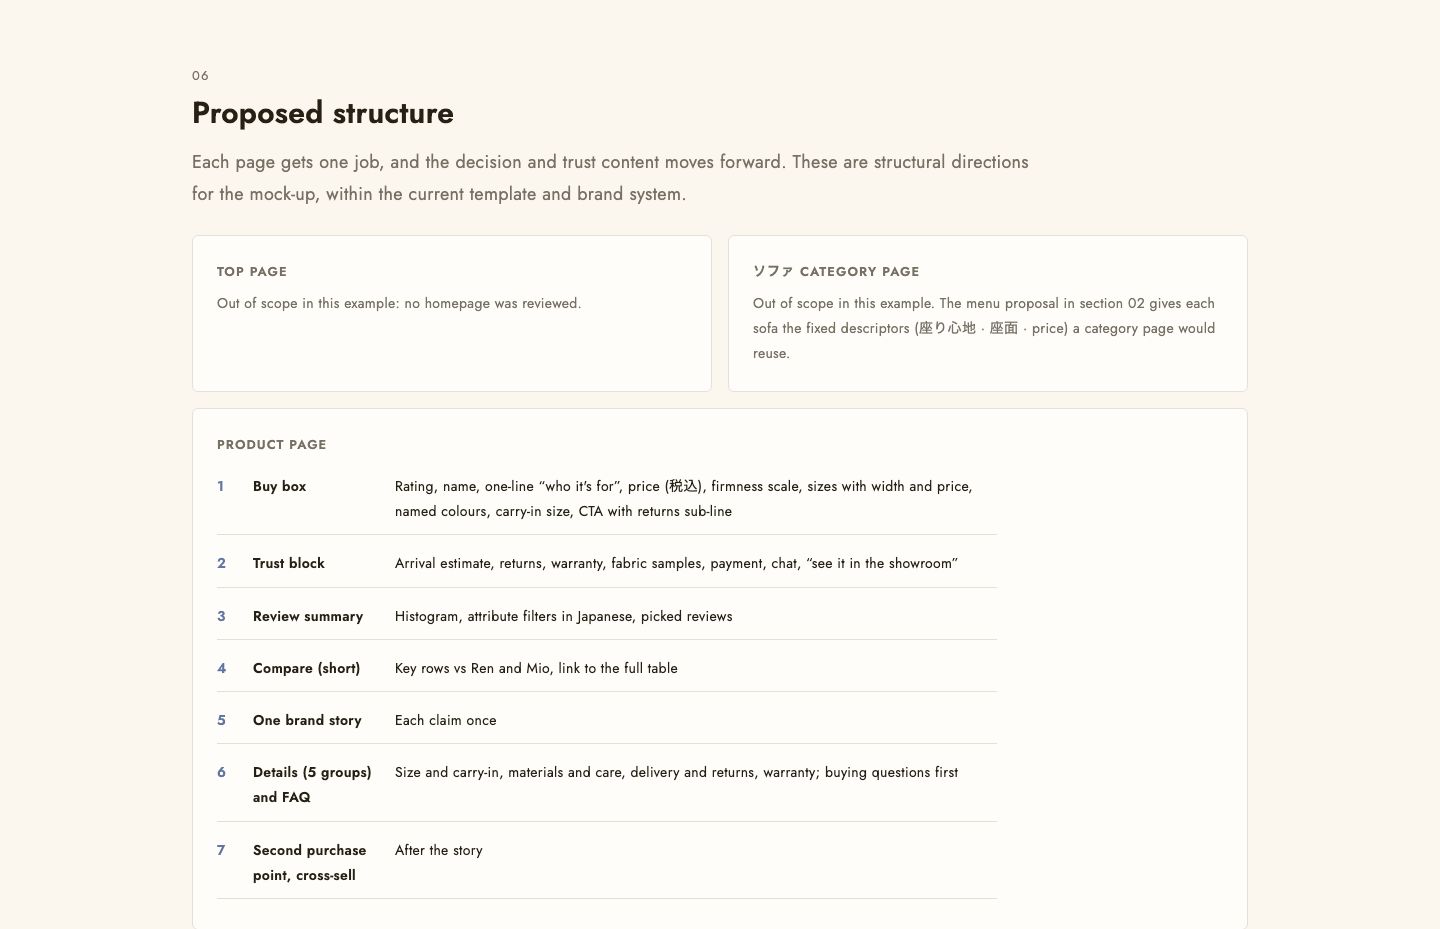 06
Proposed structure
Each page gets one job, and the decision and trust content moves forward. These are structural directions
for the mock-up, within the current template and brand system.
TOP PAGE
Out of scope in this example: no homepage was reviewed.
ソファ CATEGORY PAGE
Out of scope in this example. The menu proposal in section 02 gives each
sofa the fixed descriptors (座り心地 · 座面 · price) a category page would
reuse.
PRODUCT PAGE
1 Buy box Rating, name, one-line “who it's for”, price (税込), firmness scale, sizes with width and price,
named colours, carry-in size, CTA with returns sub-line
2 Trust block Arrival estimate, returns, warranty, fabric samples, payment, chat, “see it in the showroom”
3 Review summary Histogram, attribute filters in Japanese, picked reviews
4 Compare (short) Key rows vs Ren and Mio, link to the full table
5 One brand story Each claim once
6 Details (5 groups) Size and carry-in, materials and care, delivery and returns, warranty; buying questions first
and FAQ
7 Second purchase After the story
point, cross-sell